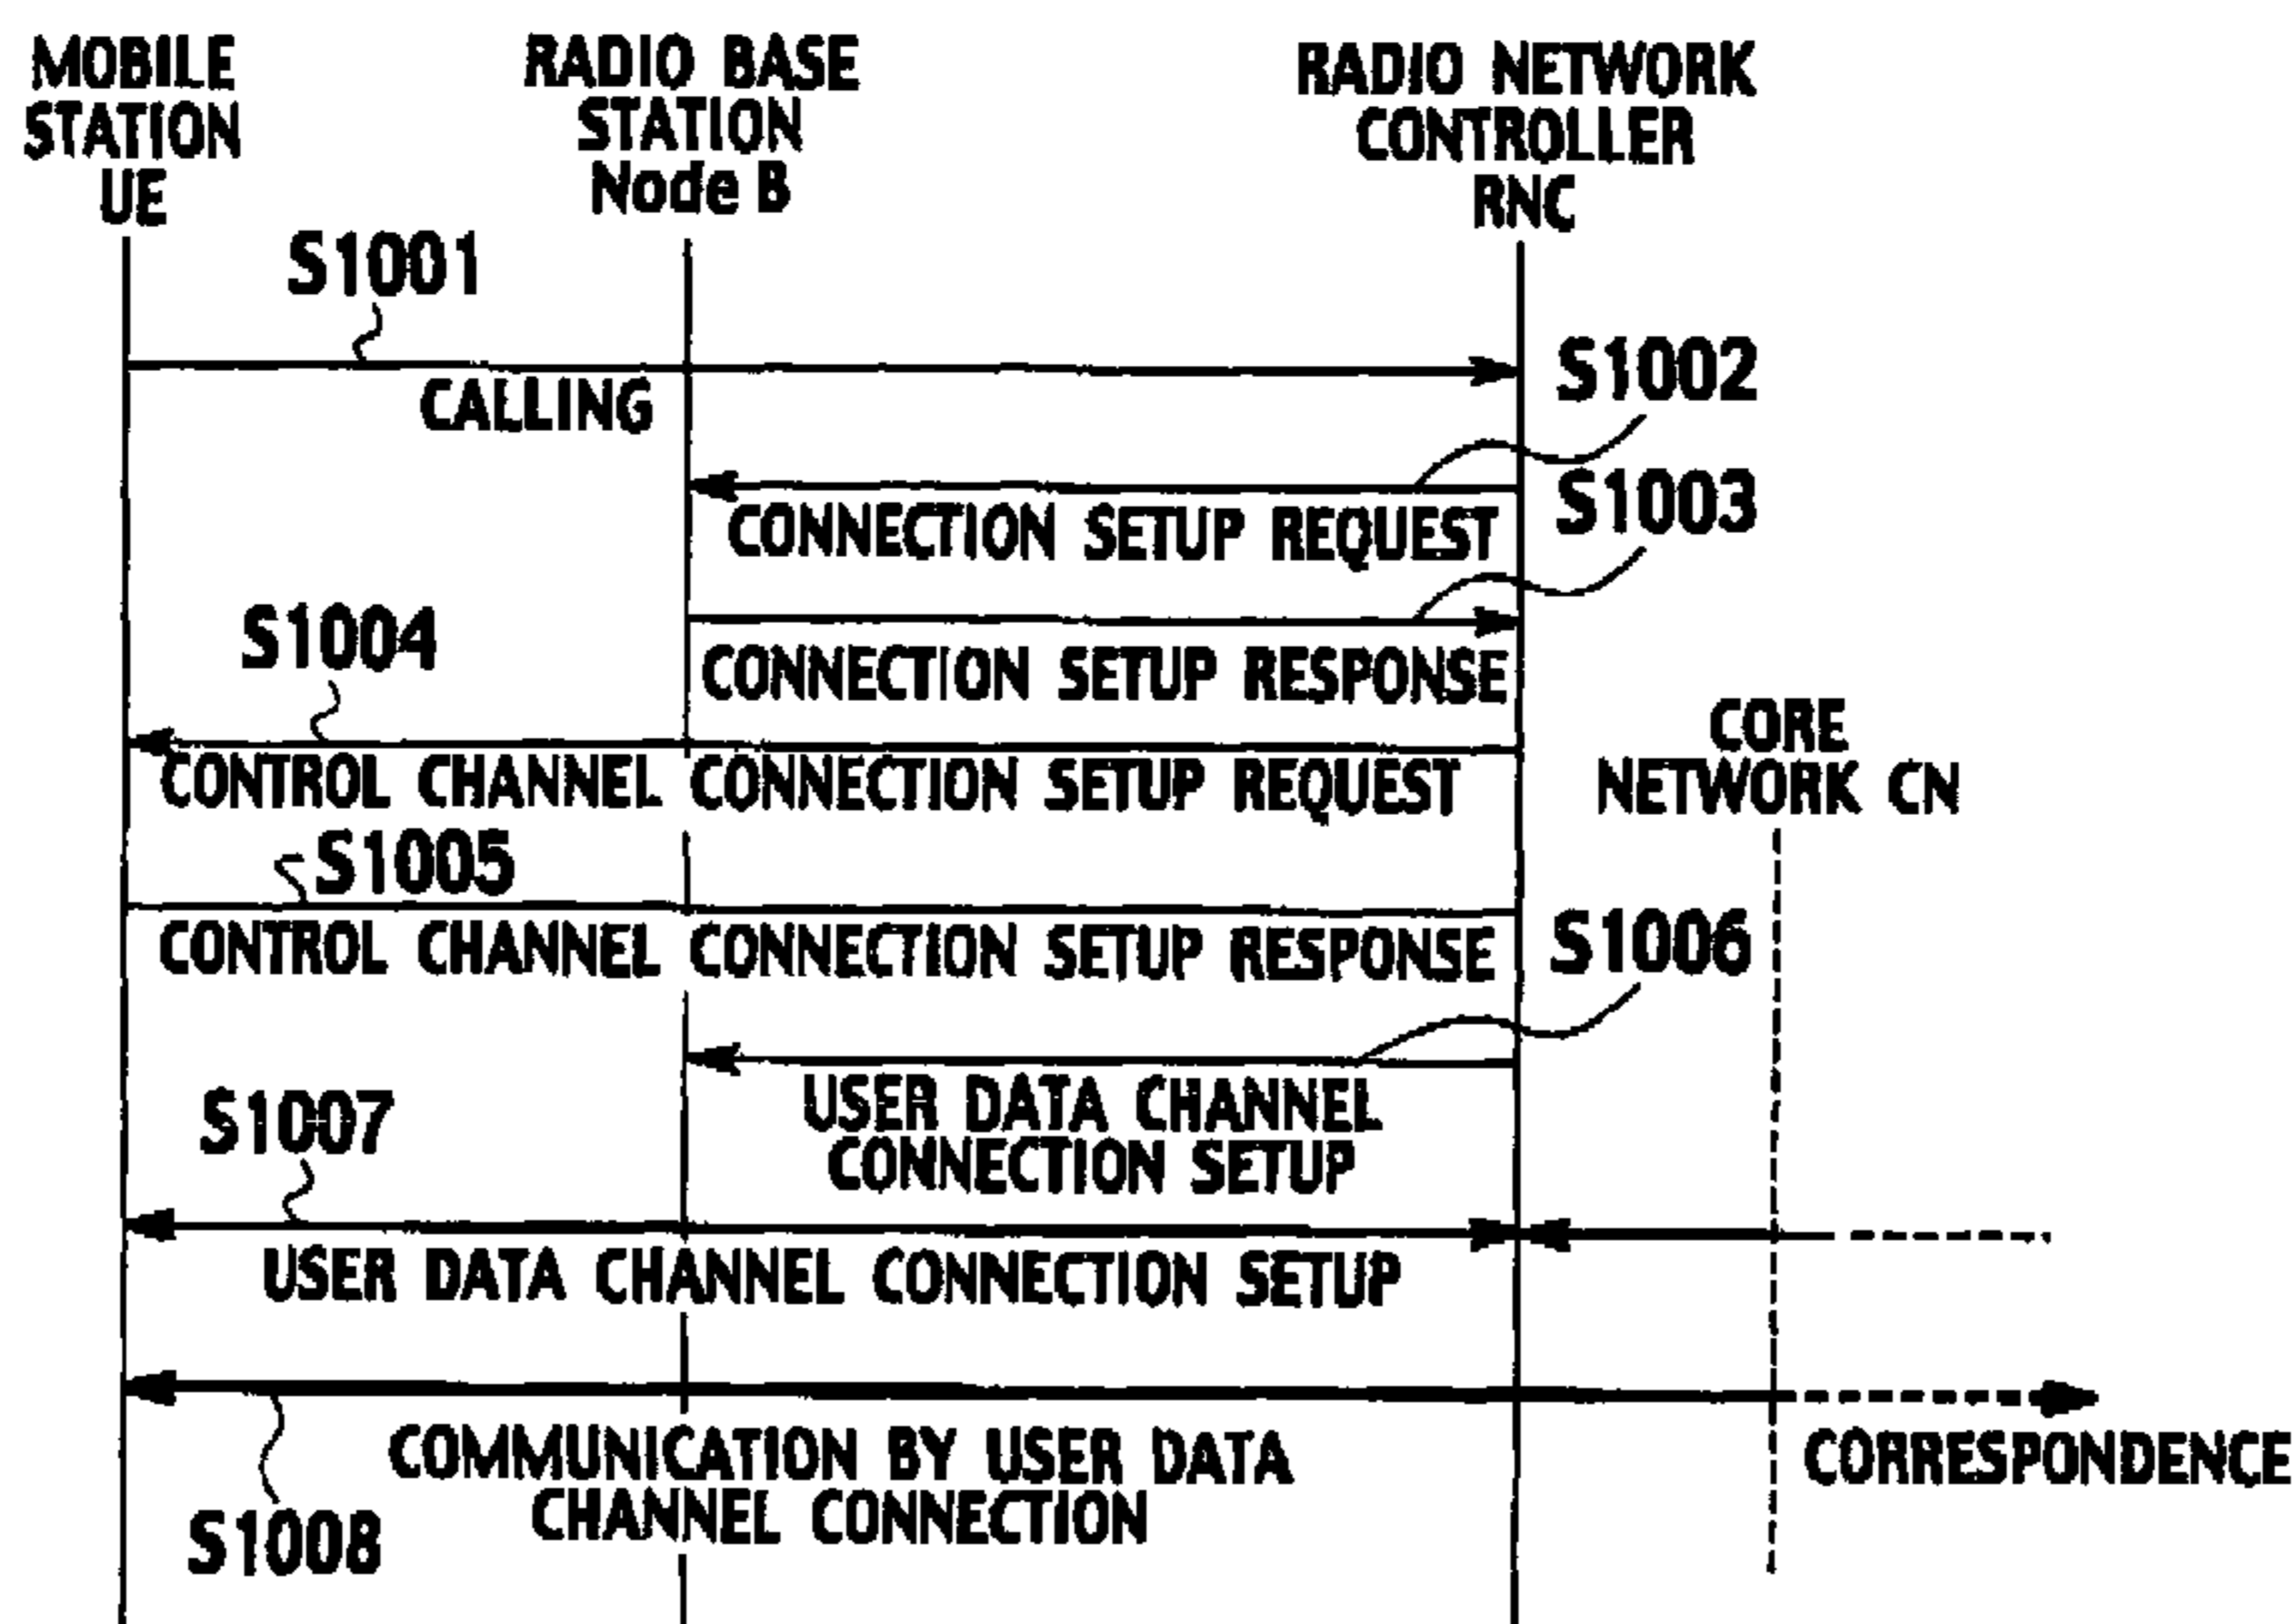 MOBILE
STATION
UE
RADIO BASE
STATION
Node B
RADIO NETWORK
CONTROLLER
RNC
S1001
CALLING
S1002
CONNECTION SETUP REQUEST
S1003
CONNECTION SETUP RESPONSE
S1004
CONTROL CHANNEL CONNECTION SETUP REQUEST
CORE
NETWORK CN
S1005
CONTROL CHANNEL CONNECTION SETUP RESPONSE
S1006
USER DATA CHANNEL
CONNECTION SETUP
S1007
USER DATA CHANNEL CONNECTION SETUP
COMMUNICATION BY USER DATA
CHANNEL CONNECTION
CORRESPONDENCE
S1008